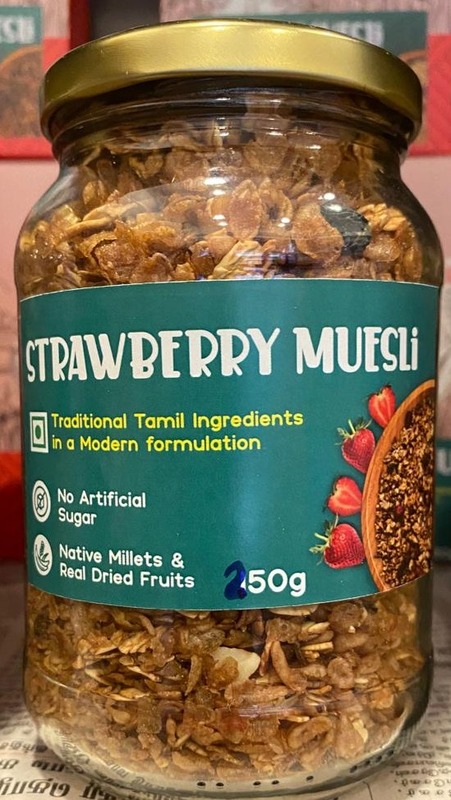 STRAWBERRY MUESLi
Traditional Tamil Ingredients
in a Modern formulation
No Artificial
Sugar
Native Millets &
Real Dried Fruits
250g